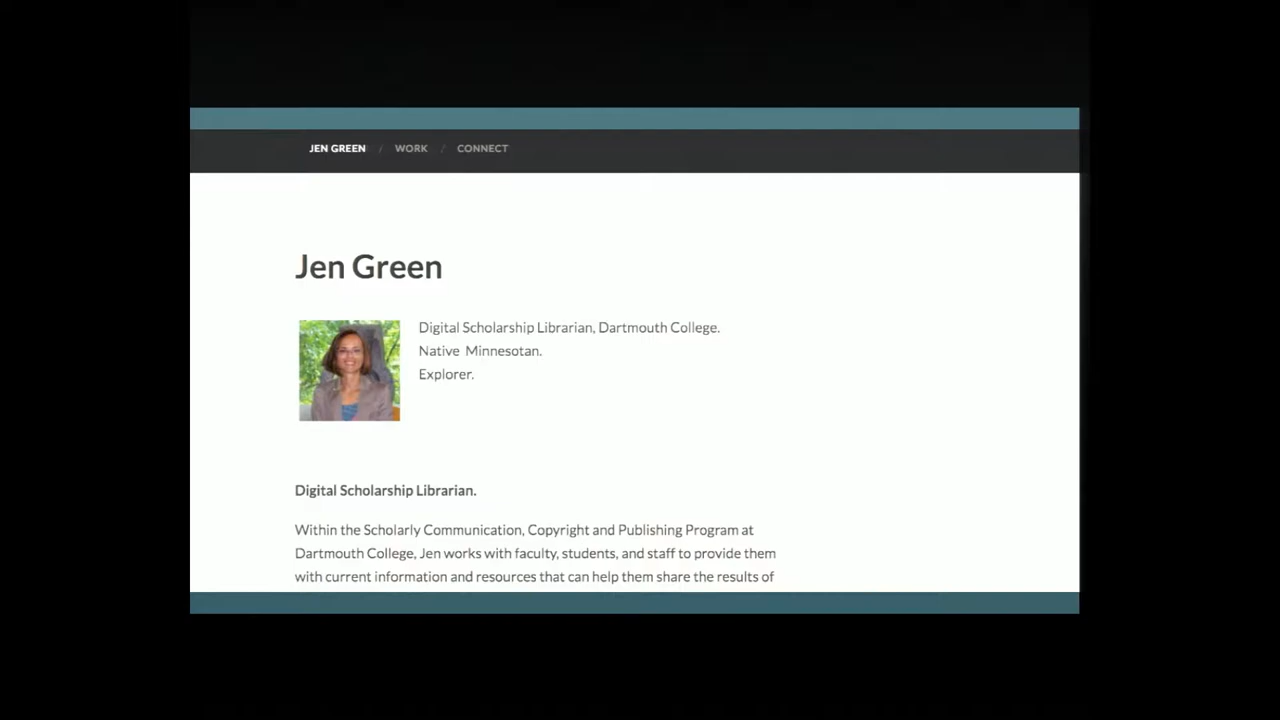 JEN GREEN / WORK / CONNECT
Jen Green
Digital Scholarship Librarian, Dartmouth College.
Native Minnesotan.
Explorer.
Digital Scholarship Librarian.
Within the Scholarly Communication, Copyright and Publishing Program at
Dartmouth College, Jen works with faculty, students, and staff to provide them
with current information and resources that can help them share the results of